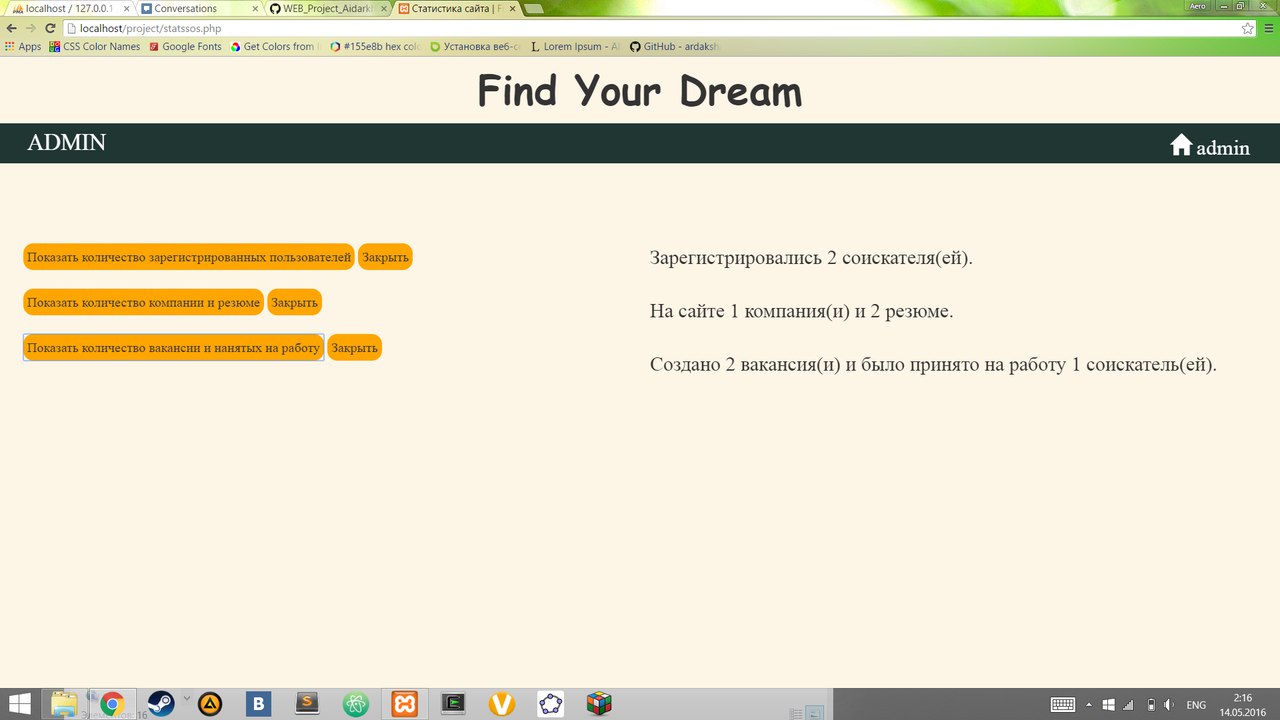 localhost / 127.0.0.1
Conversations
WEB_Project_Aidark
Статистика сайта | F
Aero
localhost/project/statssos.php
Apps
CSS Color Names
Google Fonts
Get Colors from
#155e8b hex col
Установка веб-с
Lorem Ipsum - Al
GitHub - ardaksh
Find Your Dream
ADMIN
admin
Показать количество зарегистрированных пользователей Закрыть
Зарегистрировались 2 соискателя(ей).
Показать количество компании и резюме Закрыть
На сайте 1 компания(и) и 2 резюме.
Показать количество вакансии и нанятых на работу Закрыть
Создано 2 вакансия(и) и было принято на работу 1 соискатель(ей).
2:16
ENG
14.05.2016